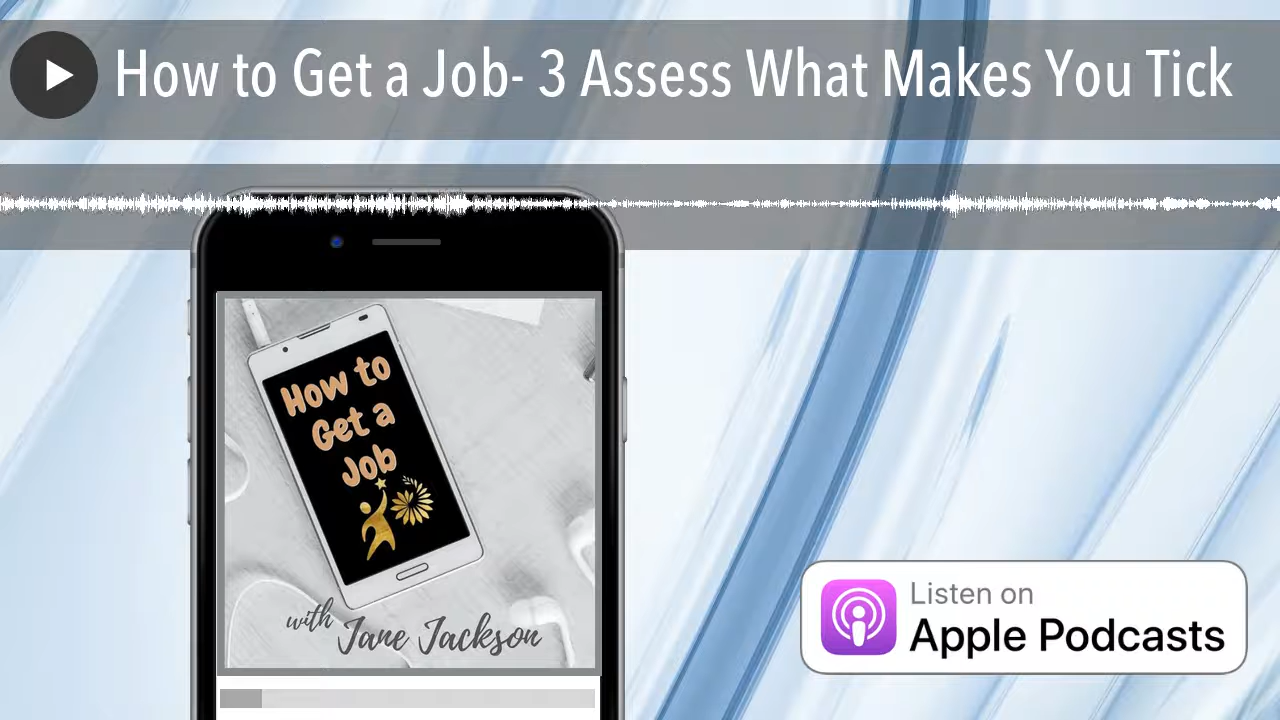 How to Get a Job- 3 Assess What Makes You Tick
How to
Get a
Job
with Jane Jackson
Listen on
Apple Podcasts